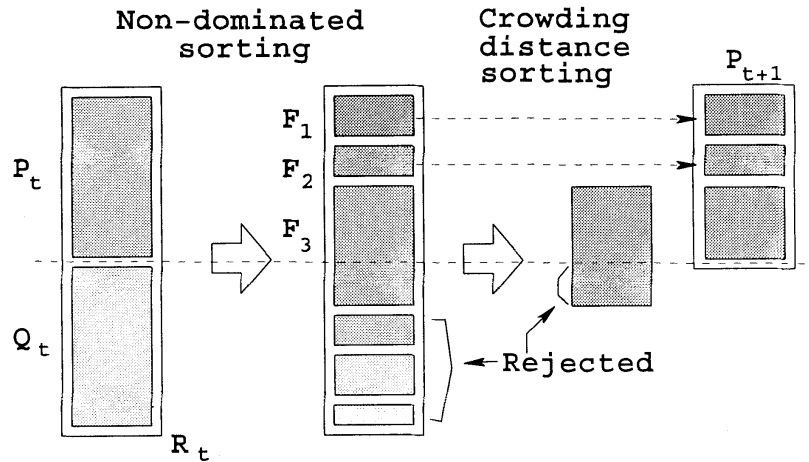 Non-dominated
sorting
Crowding
distance
sorting
P t+1
F 1
P t
F 2
F 3
Q t
Rejected
R t